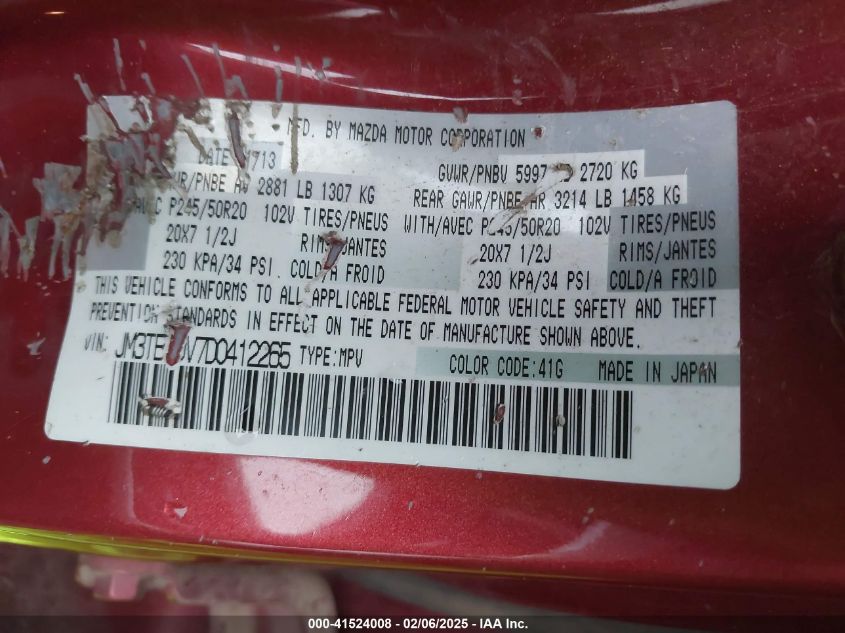 MFD. BY MAZDA MOTOR CORPORATION
DATE GVWR/PNBV 5997 2720 KG
2881 LB 1307 KG REAR GAWR/PNBE AR 3214 LB 1458 KG
P245/50R20 102V TIRES/PNEUS WITH/AVEC P245/50R20 102V TIRES/PNEUS
20X7 1/2J RIMS/JANTES 20X7 1/2J RIMS/JANTES
230 KPA/34 PSI. COLD/A FROID 230 KPA/34 PSI COLD/A FROID
THIS VEHICLE CONFORMS TO ALL APPLICABLE FEDERAL MOTOR VEHICLE SAFETY AND THEFT
PREVENTION STANDARDS IN EFFECT ON THE DATE OF MANUFACTURE SHOWN ABOVE.
VIN: TYPE:MPV COLOR CODE:41G MADE IN JAPAN
000-41524008 - 02/06/2025 - IAA Inc.